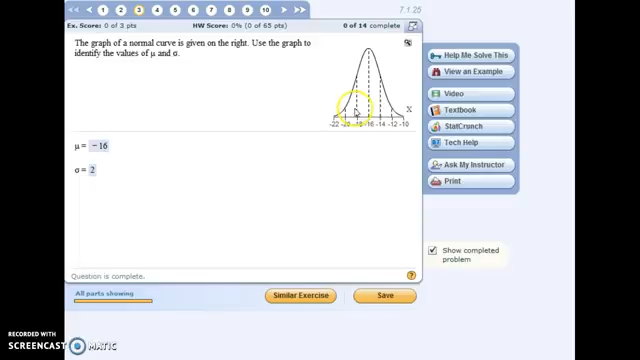 1 2 3 4 5 6 7 8 9 10
7.1.25
Ex. Score: 0 of 3 pts
HW Score: 0% (0 of 65 pts)
0 of 14 complete
The graph of a normal curve is given on the right. Use the graph to
identify the values of μ and σ.
X
-22 -20 -18 -16 -14 -12 -10
μ = -16
σ = 2
Question is complete.
?
All parts showing
Similar Exercise
Save
Help Me Solve This
View an Example
Video
Textbook
StatCrunch
Tech Help
Ask My Instructor
Print
Show completed
problem
RECORDED WITH
SCREENCAST MATIC